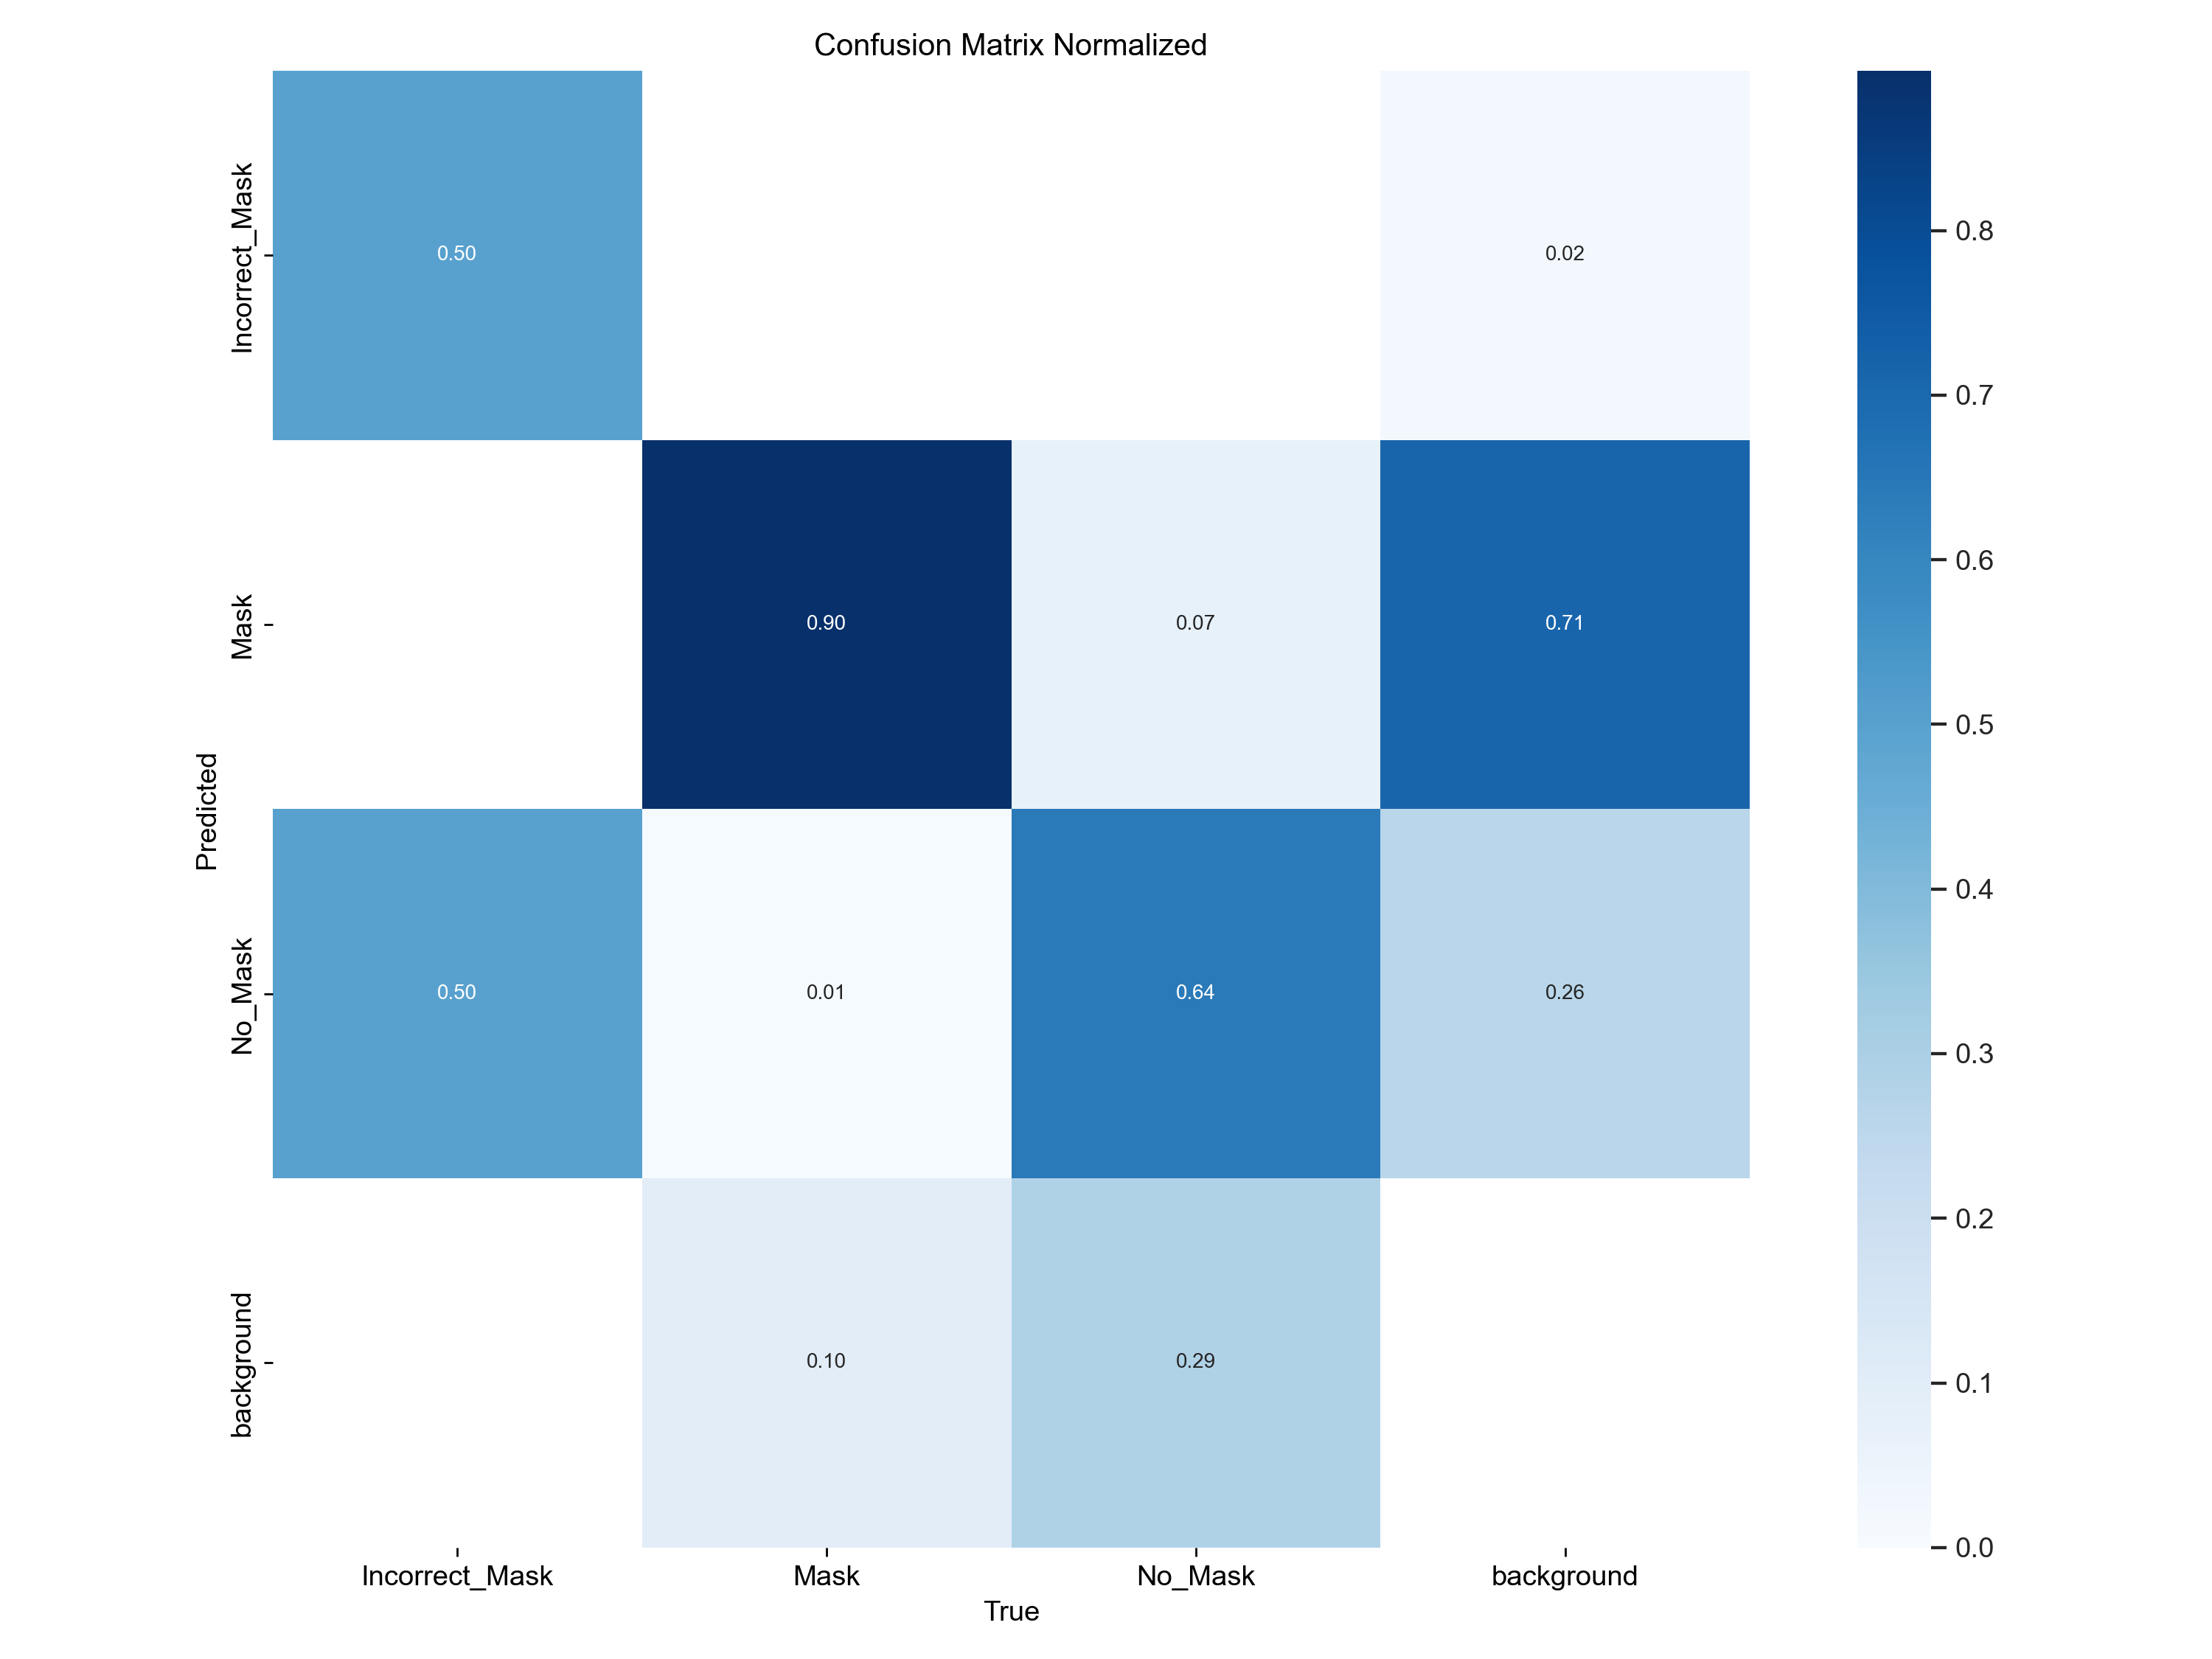 Confusion Matrix Normalized
Incorrect_Mask
0.50
0.02
Mask
0.90
0.07
0.71
No_Mask
0.50
0.01
0.64
0.26
background
0.10
0.29
Predicted
Incorrect_Mask
Mask
No_Mask
background
True
0.8
0.7
0.6
0.5
0.4
0.3
0.2
0.1
0.0